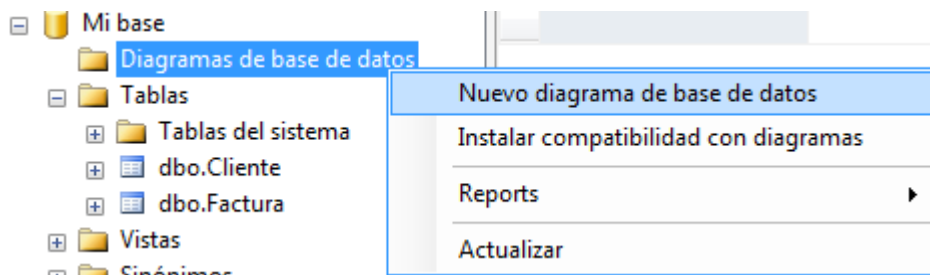 Mi base
Diagramas de base de datos
Nuevo diagrama de base de datos
Tablas
Instalar compatibilidad con diagramas
Tablas del sistema
dbo.Cliente
Reports
dbo.Factura
Vistas
Actualizar
Sinónimos